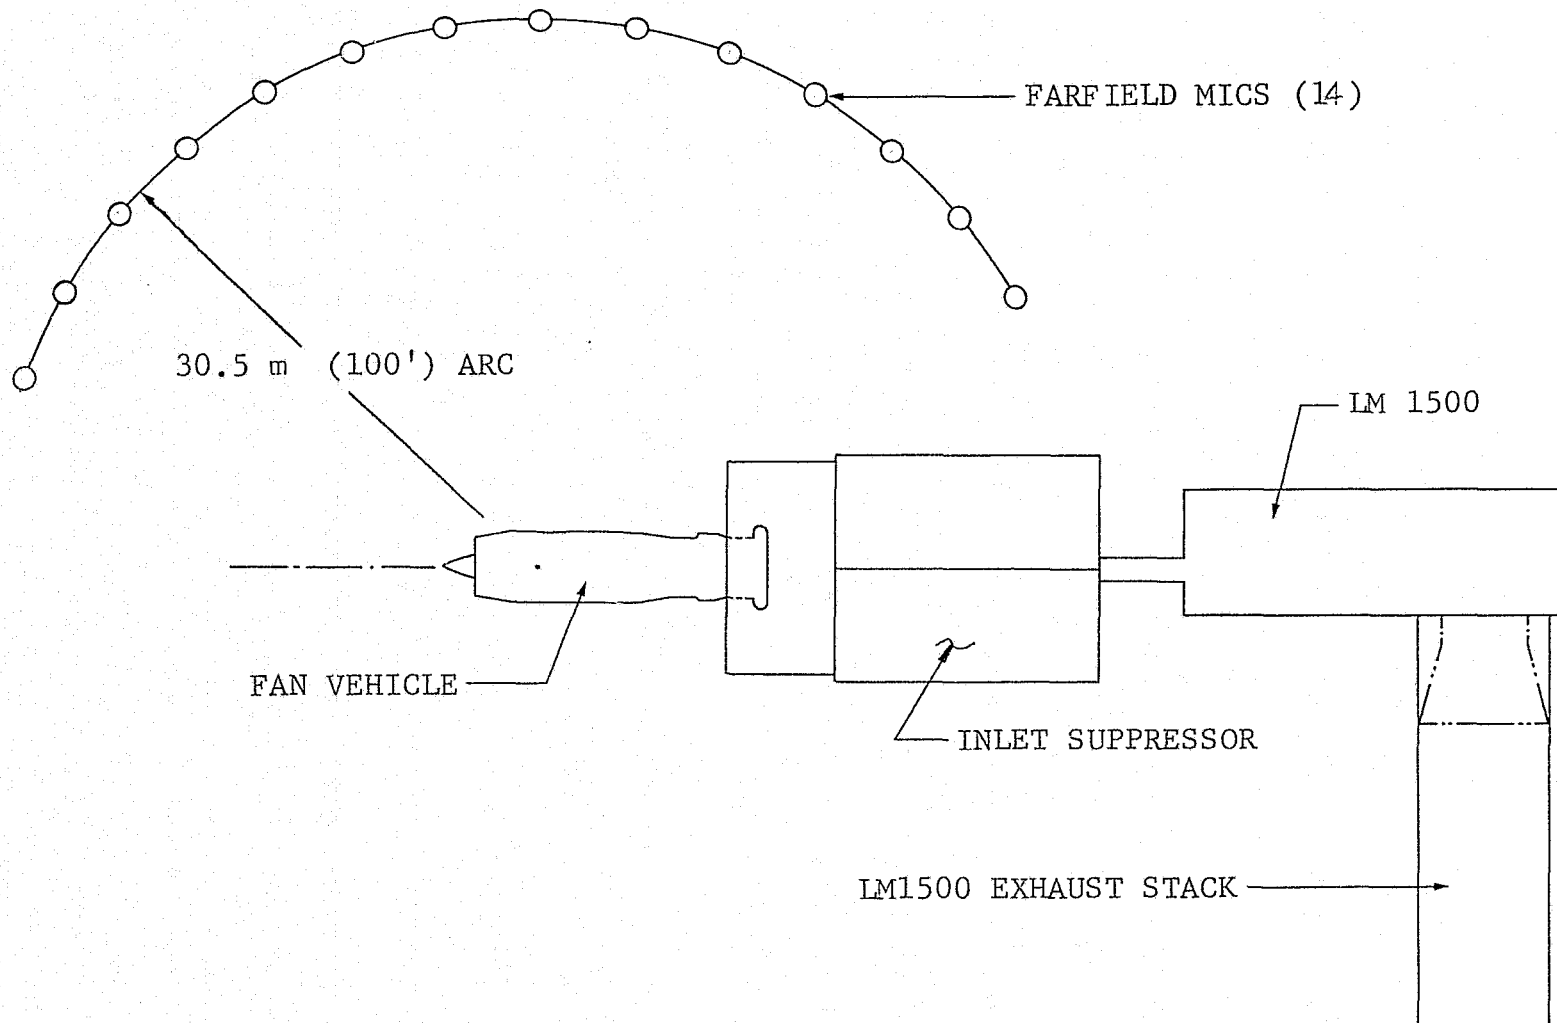 FARFIELD MICS (14)
30.5 m (100') ARC
LM 1500
FAN VEHICLE
INLET SUPPRESSOR
LM1500 EXHAUST STACK